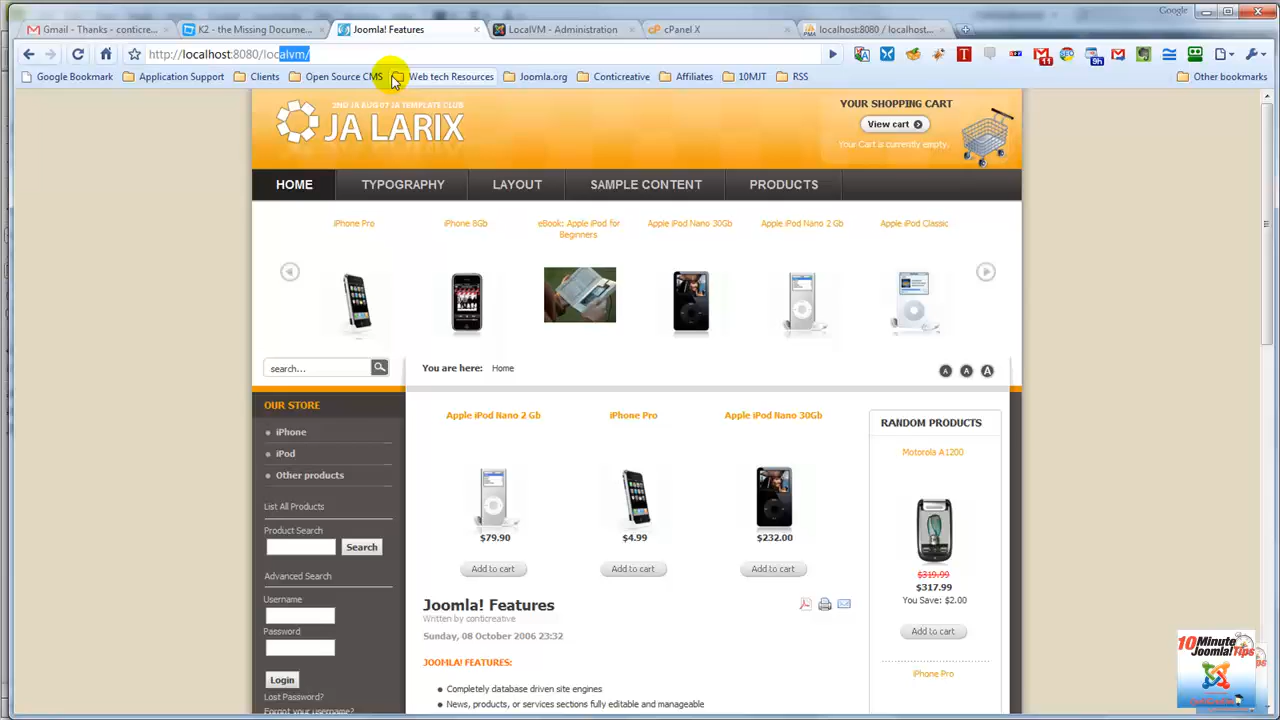 Google
Gmail - Thanks - conticre...
K2 - the Missing Docume...
Joomla! Features
LocalVM - Administration
cPanel X
localhost:8080 / localhos...
http://localhost:8080/localvm/
Google Bookmark
Application Support
Clients
Open Source CMS
Web tech Resources
Joomla.org
Conticreative
Affiliates
10MJT
RSS
Other bookmarks
11
9h
2ND JA AUG 07 JA TEMPLATE CLUB
JA LARIX
YOUR SHOPPING CART
View cart
Your Cart is currently empty.
HOME
TYPOGRAPHY
LAYOUT
SAMPLE CONTENT
PRODUCTS
iPhone Pro
iPhone 8Gb
eBook: Apple iPod for
Beginners
Apple iPod Nano 30Gb
Apple iPod Nano 2 Gb
Apple iPod Classic
search...
You are here: Home
A A A
OUR STORE
iPhone
iPod
Other products
List All Products
Product Search
Search
Advanced Search
Username
Password
Login
Lost Password?
Forgot your username?
Apple iPod Nano 2 Gb
iPhone Pro
Apple iPod Nano 30Gb
$79.90
$4.99
$232.00
Add to cart
Add to cart
Add to cart
Joomla! Features
Written by conticreative
Sunday, 08 October 2006 23:32
JOOMLA! FEATURES:
Completely database driven site engines
News, products, or services sections fully editable and manageable
RANDOM PRODUCTS
Motorola A1200
$319.99
$317.99
You Save: $2.00
Add to cart
iPhone Pro
10 Minute
Joomla! Tips